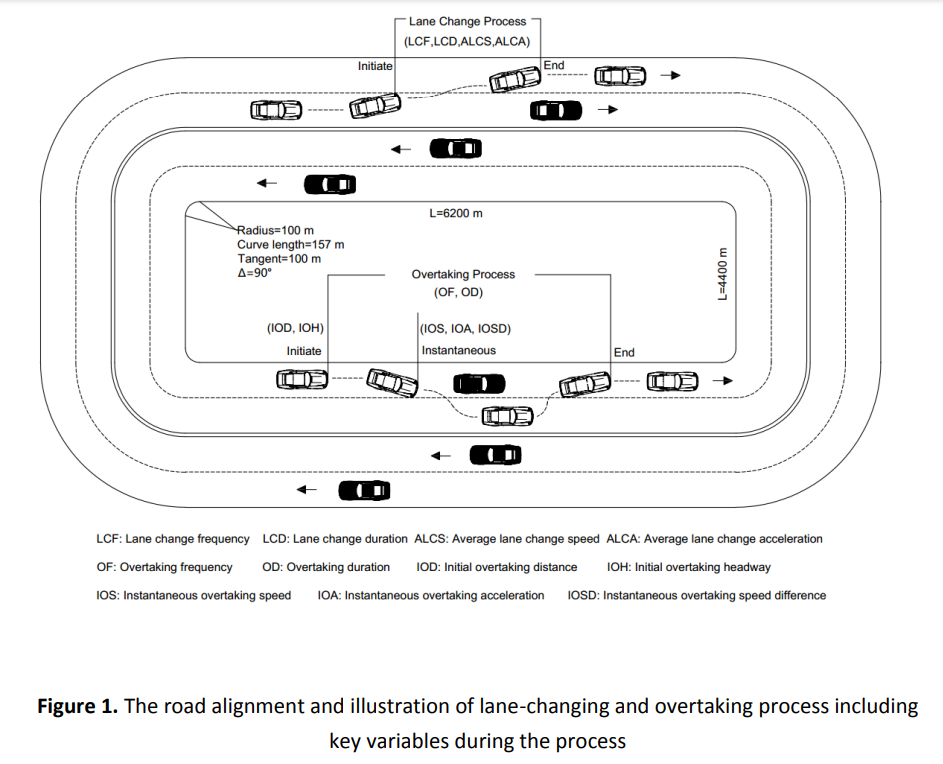 Lane Change Process
(LCF,LCD,ALCS,ALCA)
Initiate
End
L=6200 m
Radius=100 m
Curve length=157 m
Tangent=100 m
Δ=90°
L=4400 m
Overtaking Process
(OF, OD)
(IOD, IOH)
(IOS, IOA, IOSD)
Initiate
Instantaneous
End
LCF: Lane change frequency LCD: Lane change duration ALCS: Average lane change speed ALCA: Average lane change acceleration
OF: Overtaking frequency OD: Overtaking duration IOD: Initial overtaking distance IOH: Initial overtaking headway
IOS: Instantaneous overtaking speed IOA: Instantaneous overtaking acceleration IOSD: Instantaneous overtaking speed difference
Figure 1. The road alignment and illustration of lane-changing and overtaking process including
key variables during the process